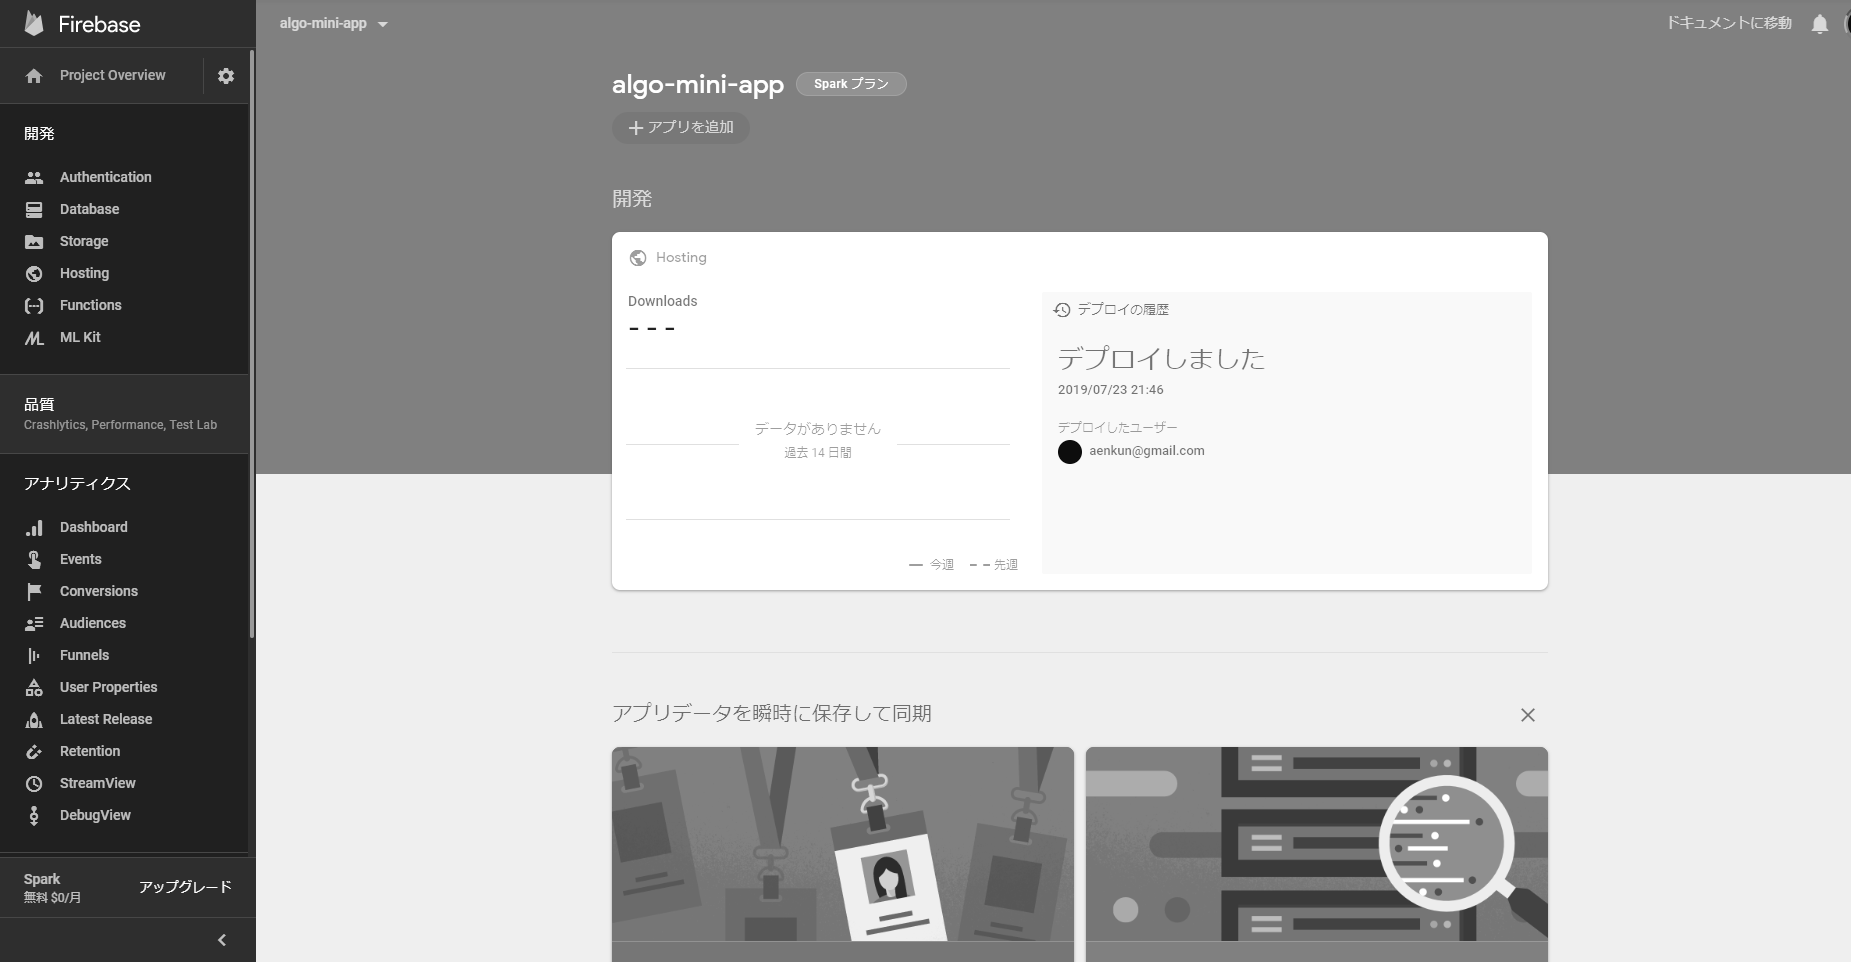 Firebase
Project Overview
開発
Authentication
Database
Storage
Hosting
Functions
ML Kit
品質
Crashlytics, Performance, Test Lab
アナリティクス
Dashboard
Events
Conversions
Audiences
Funnels
User Properties
Latest Release
Retention
StreamView
DebugView
Spark
無料 $0/月
アップグレード
algo-mini-app
ドキュメントに移動
algo-mini-app
Spark プラン
アプリを追加
開発
Hosting
Downloads
---
データがありません
過去 14 日間
今週
先週
デプロイの履歴
デプロイしました
2019/07/23 21:46
デプロイしたユーザー
aenkun@gmail.com
アプリデータを瞬時に保存して同期